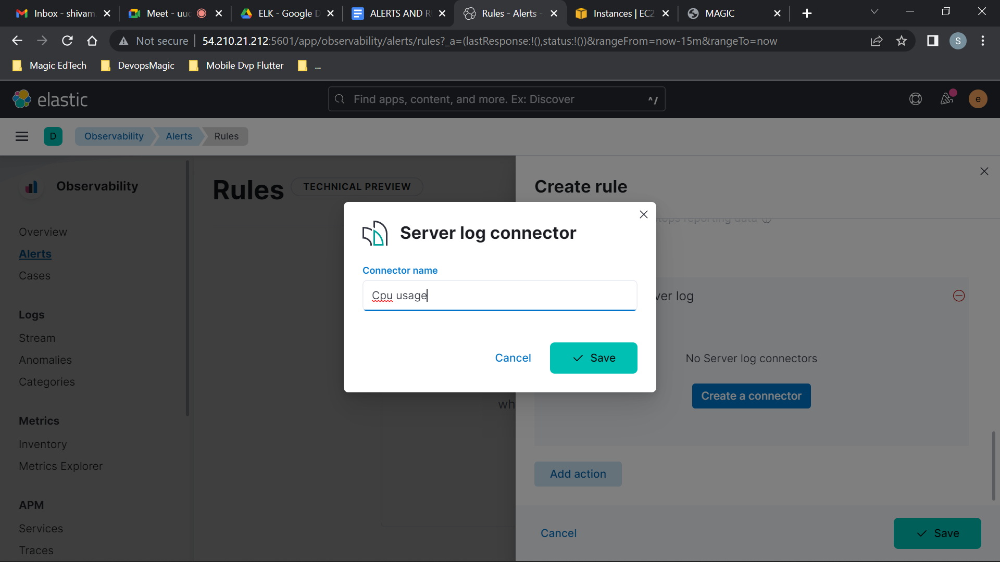 Inbox - shivam
Meet - uuc
ELK - Google D
ALERTS AND R
Rules - Alerts -
Instances | EC2
MAGIC
Not secure
54.210.21.212:5601/app/observability/alerts/rules?_a=(lastResponse:!(),status:!())&rangeFrom=now-15m&rangeTo=now
S
Magic EdTech
DevopsMagic
Mobile Dvp Flutter
...
elastic
Find apps, content, and more. Ex: Discover
^/
e
D
Observability
Alerts
Rules
Observability
Overview
Alerts
Cases
Logs
Stream
Anomalies
Categories
Metrics
Inventory
Metrics Explorer
APM
Services
Traces
Rules
TECHNICAL PREVIEW
wh
Create rule
stops reporting data
ver log
No Server log connectors
Create a connector
Add action
Cancel
Save
Server log connector
Connector name
Cpu usage
Cancel
Save